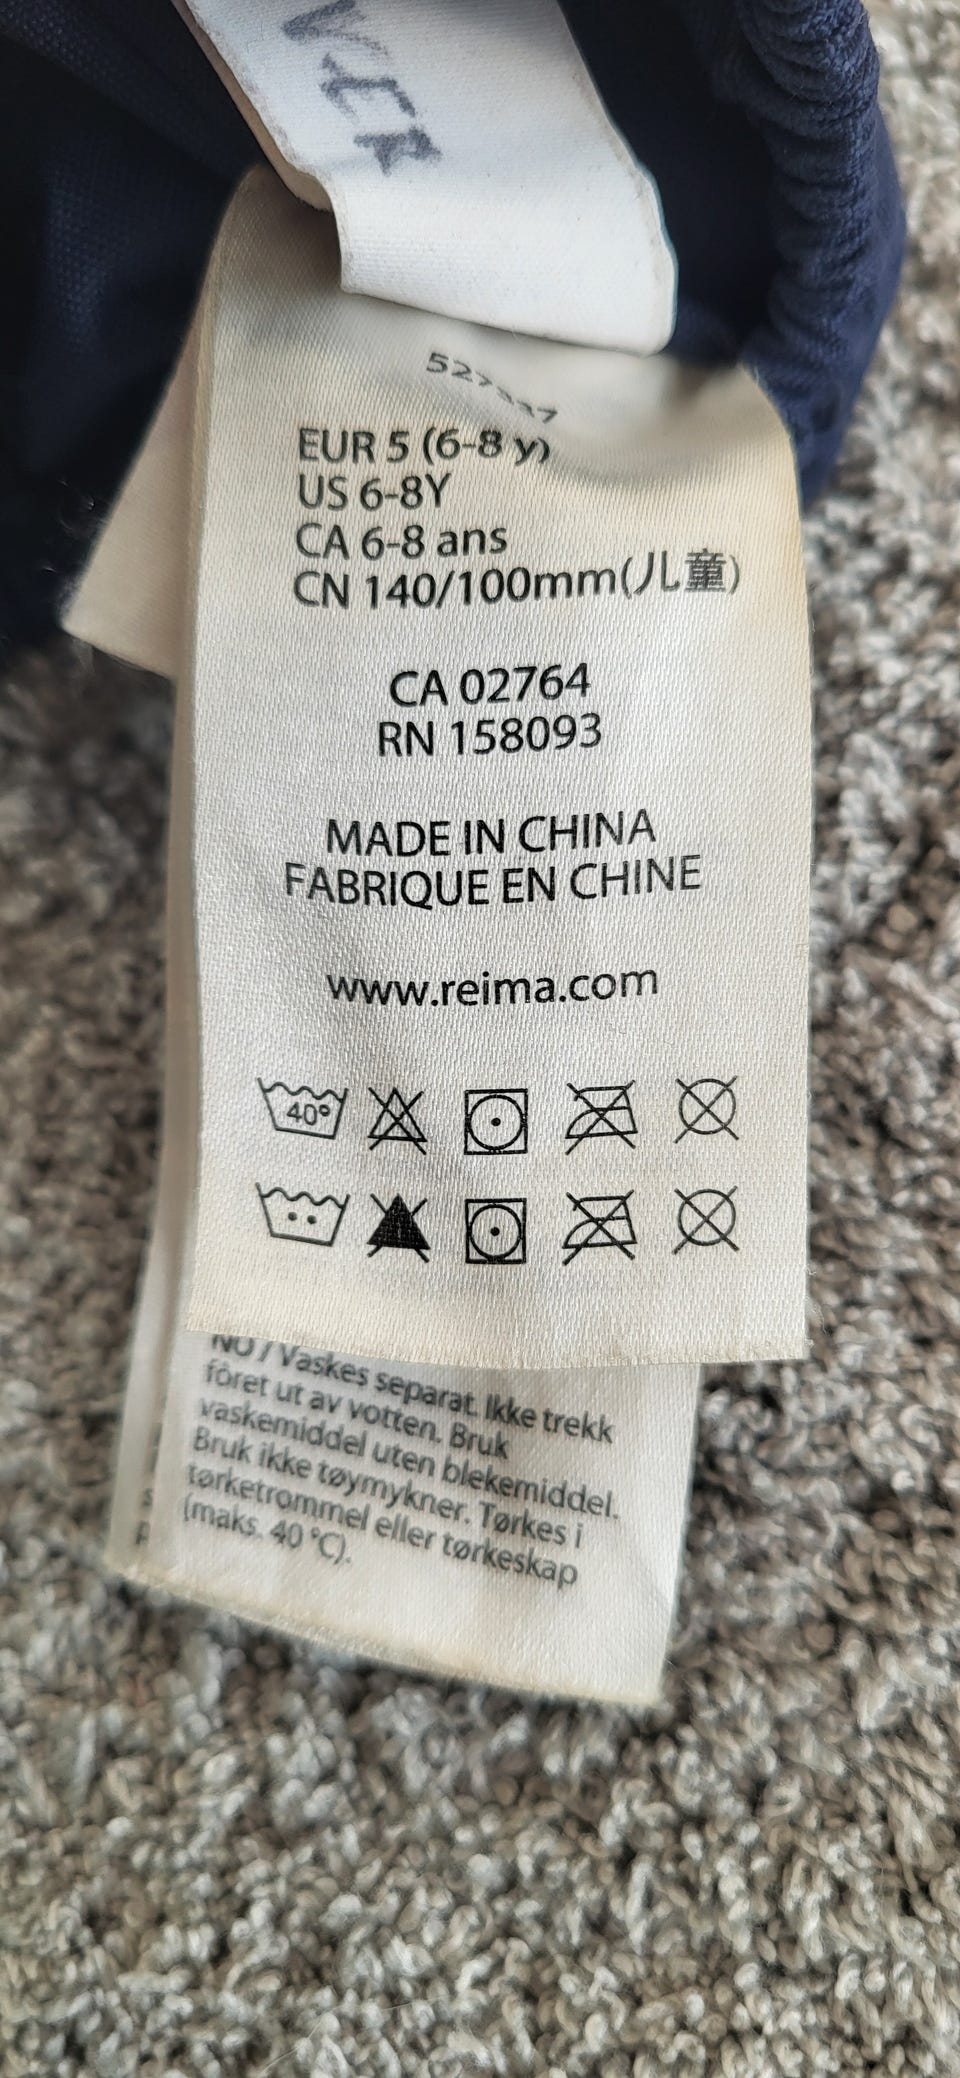 VER
EUR 5 (6-8 y)
US 6-8Y
CA 6-8 ans
CN 140/100mm(儿童)
CA 02764
RN 158093
MADE IN CHINA
FABRIQUE EN CHINE
www.reima.com
40°
NO / Vaskes separat. Ikke trekk
fôret ut av votten. Bruk
vaskemiddel uten blekemiddel.
Bruk ikke tøymykner. Tørkes i
tørketrommel eller tørkeskap
(maks. 40 °C).